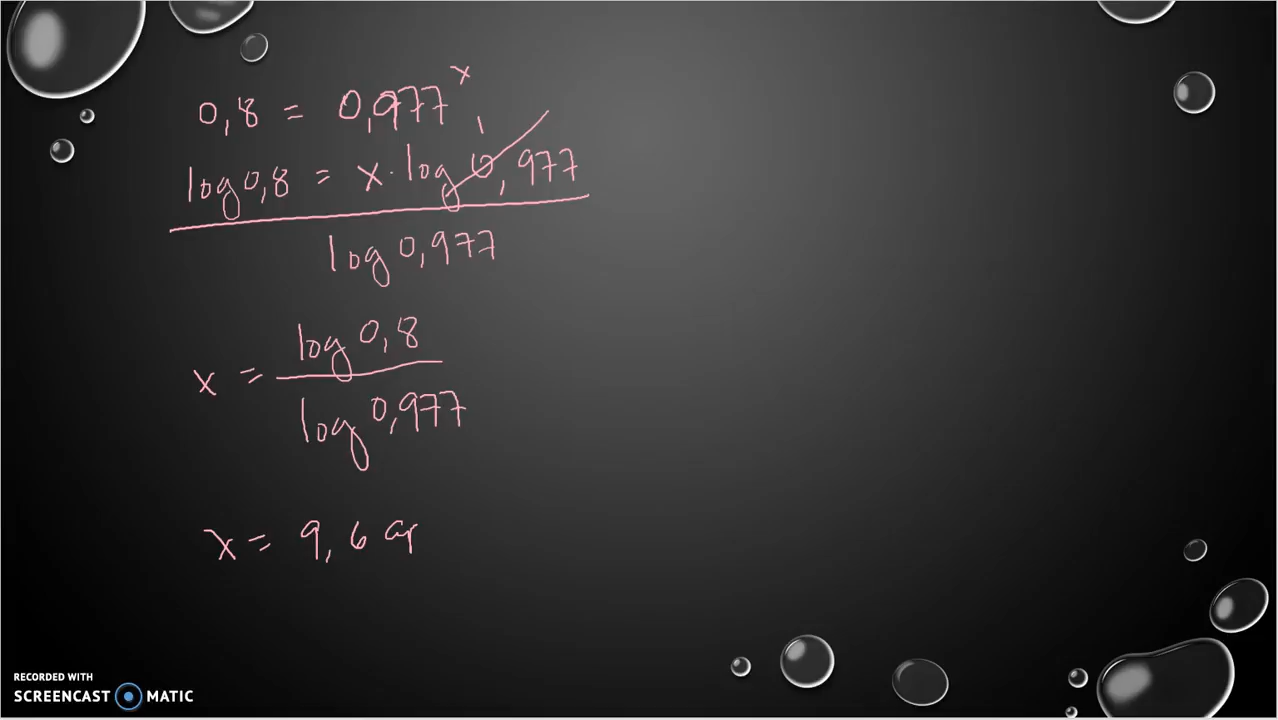 0,8 = 0,977^x
log 0,8 = x · log 0,977
log 0,977
log 0,8
x =
log 0,977
x = 9,6 år
RECORDED WITH
SCREENCAST MATIC